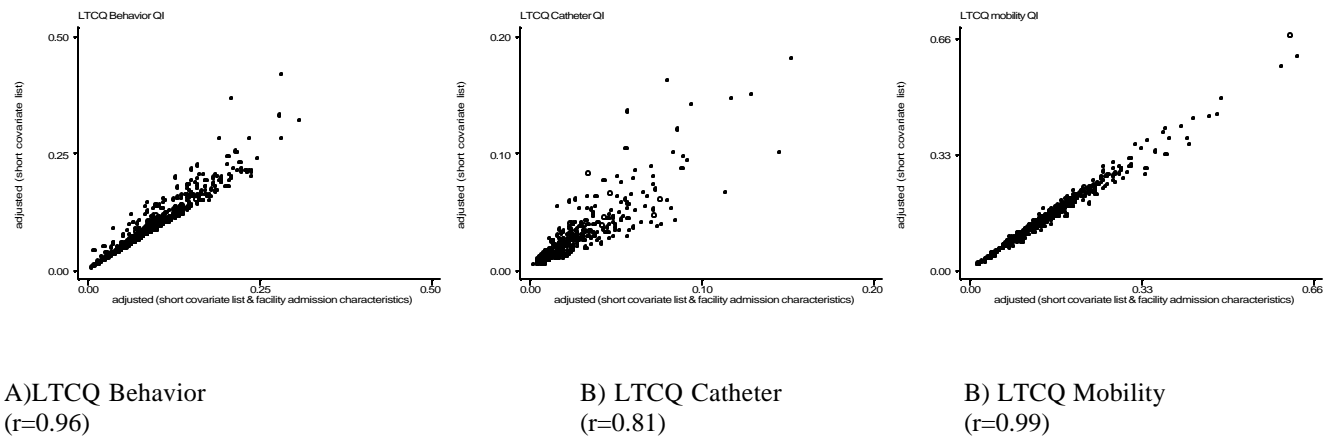 LTCQ Behavior QI
0.50
0.25
0.00
adjusted (short covariate list)
0.00
0.25
0.50
adjusted (short covariate list & facility admission characteristics)
LTCQ Catheter QI
0.20
0.10
0.00
adjusted (short covariate list)
0.00
0.10
0.20
adjusted (short covariate list & facility admission characteristics)
LTCQ mobility QI
0.66
0.33
0.00
adjusted (short covariate list)
0.00
0.33
0.66
adjusted (short covariate list & facility admission characteristics)
A)LTCQ Behavior
(r=0.96)
B) LTCQ Catheter
(r=0.81)
B) LTCQ Mobility
(r=0.99)